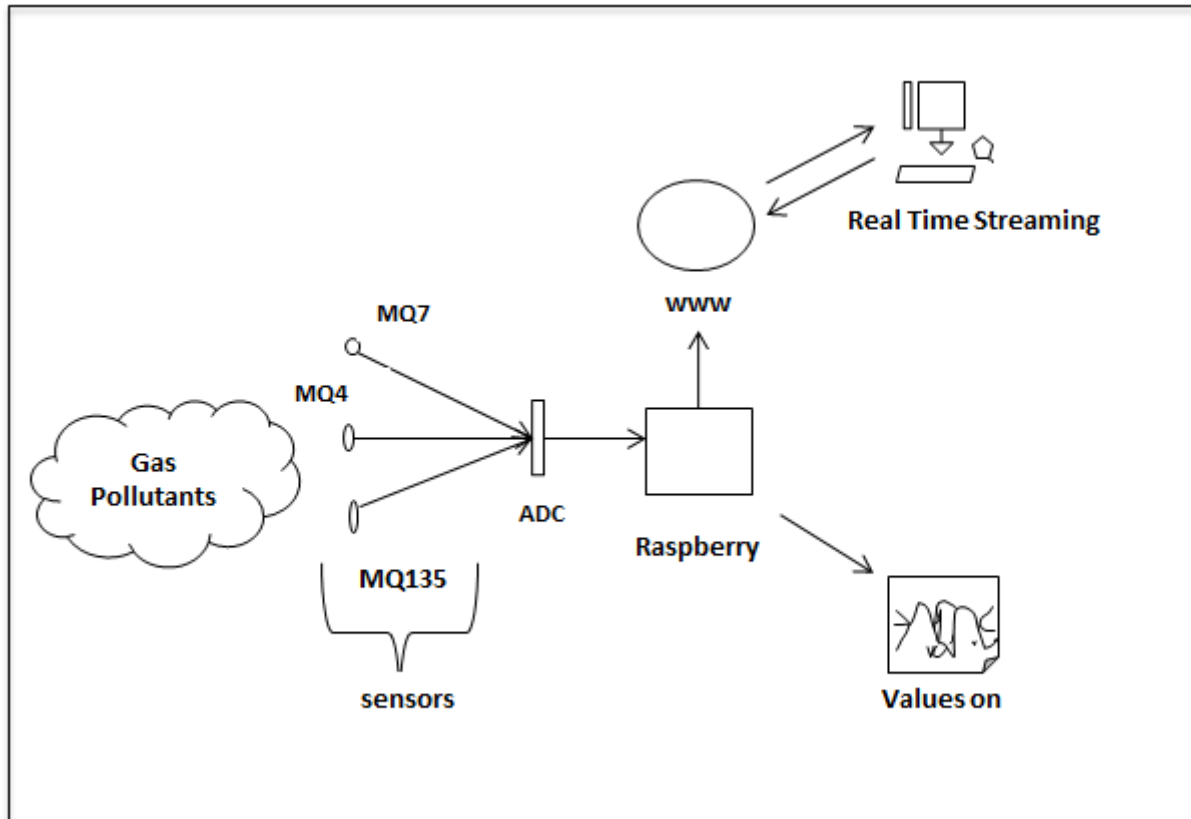 Real Time Streaming
www
MQ7
MQ4
Gas
Pollutants
ADC
Raspberry
MQ135
sensors
Values on